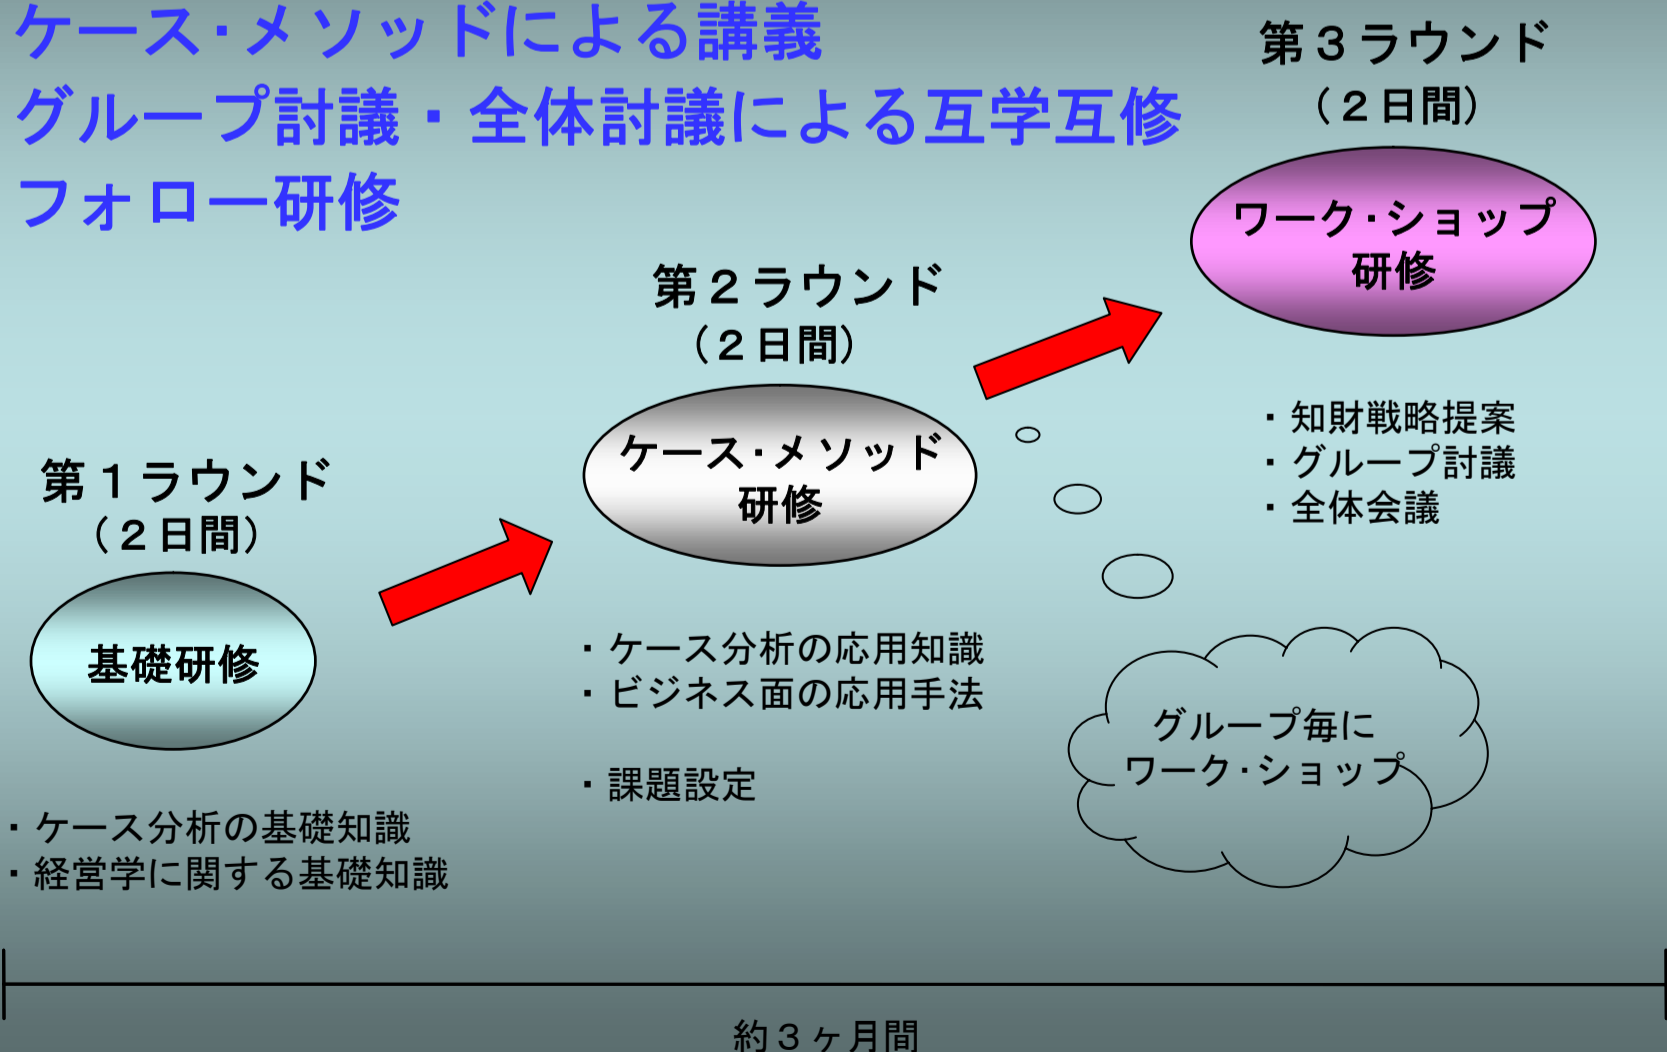 ケース･メソッドによる講義
グループ討議・全体討議による互学互修
フォロー研修
第１ラウンド
（２日間）
基礎研修
・ケース分析の基礎知識
・経営学に関する基礎知識
第２ラウンド
（２日間）
ケース･メソッド
研修
・ケース分析の応用知識
・ビジネス面の応用手法
・課題設定
第３ラウンド
（２日間）
ワーク･ショップ
研修
・知財戦略提案
・グループ討議
・全体会議
グループ毎に
ワーク･ショップ
約３ヶ月間